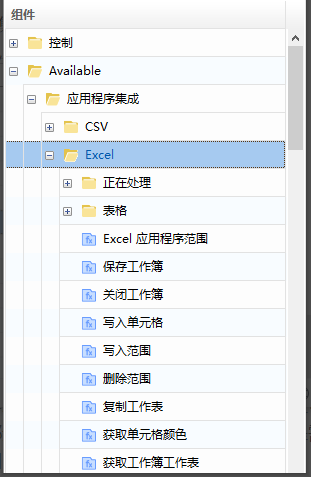 组件
控制
Available
应用程序集成
CSV
Excel
正在处理
表格
Excel 应用程序范围
保存工作簿
关闭工作簿
写入单元格
写入范围
删除范围
复制工作表
获取单元格颜色
获取工作簿工作表